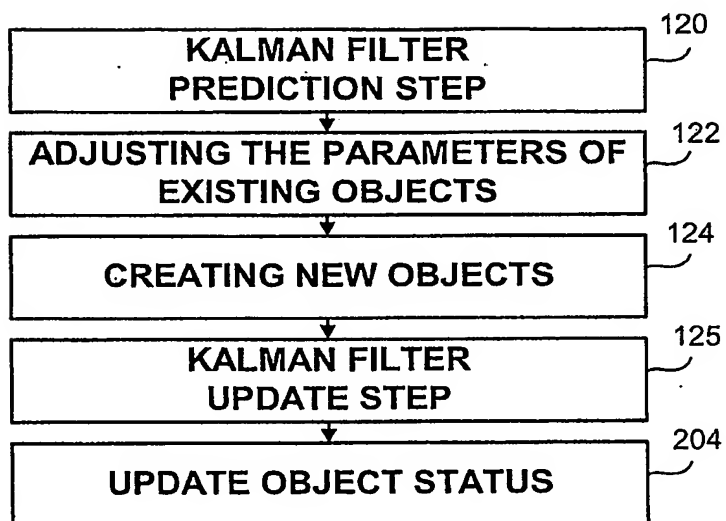 120
KALMAN FILTER
PREDICTION STEP
122
ADJUSTING THE PARAMETERS OF
EXISTING OBJECTS
124
CREATING NEW OBJECTS
125
KALMAN FILTER
UPDATE STEP
204
UPDATE OBJECT STATUS